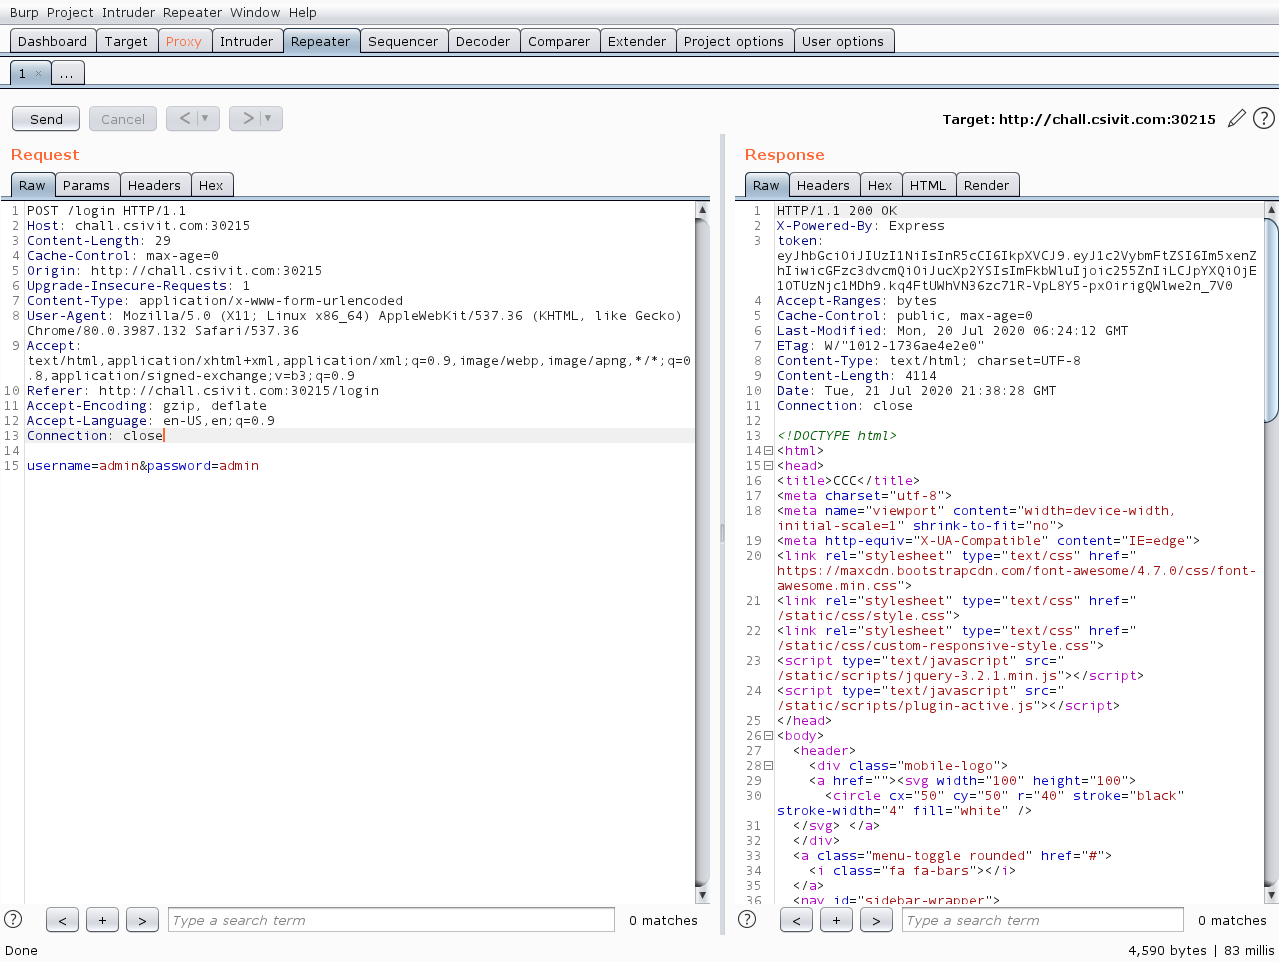 Burp Project Intruder Repeater Window Help
Dashboard Target Proxy Intruder Repeater Sequencer Decoder Comparer Extender Project options User options
1 × ...
Send Cancel < > Target: http://chall.csivit.com:30215 ?
Request
Raw Params Headers Hex
1 POST /login HTTP/1.1
2 Host: chall.csivit.com:30215
3 Content-Length: 29
4 Cache-Control: max-age=0
5 Origin: http://chall.csivit.com:30215
6 Upgrade-Insecure-Requests: 1
7 Content-Type: application/x-www-form-urlencoded
8 User-Agent: Mozilla/5.0 (X11; Linux x86_64) AppleWebKit/537.36 (KHTML, like Gecko)
Chrome/80.0.3987.132 Safari/537.36
9 Accept:
text/html,application/xhtml+xml,application/xml;q=0.9,image/webp,image/apng,*/*;q=0
.8,application/signed-exchange;v=b3;q=0.9
10 Referer: http://chall.csivit.com:30215/login
11 Accept-Encoding: gzip, deflate
12 Accept-Language: en-US,en;q=0.9
13 Connection: close
14
15 username=admin&password=admin
? < + > Type a search term 0 matches
Response
Raw Headers Hex HTML Render
1 HTTP/1.1 200 OK
2 X-Powered-By: Express
3 token:
eyJhbGciOiJIUzI1NiIsInR5cCI6IkpXVCJ9.eyJ1c2VybmFtZSI6Im5xenZ
hIiwicGFzc3dvcmQiOiJucXp2YSIsImFkbWluIjoic255ZnIiLCJpYXQiOjE
1OTUzNjc1MDh9.kq4FtUWhVN36zc71R-VpL8Y5-pxOirigQWlwe2n_7V0
4 Accept-Ranges: bytes
5 Cache-Control: public, max-age=0
6 Last-Modified: Mon, 20 Jul 2020 06:24:12 GMT
7 ETag: W/"1012-1736ae4e2e0"
8 Content-Type: text/html; charset=UTF-8
9 Content-Length: 4114
10 Date: Tue, 21 Jul 2020 21:38:28 GMT
11 Connection: close
12
13 <!DOCTYPE html>
14 <html>
15 <head>
16 <title>CCC</title>
17 <meta charset="utf-8">
18 <meta name="viewport" content="width=device-width,
initial-scale=1" shrink-to-fit="no">
19 <meta http-equiv="X-UA-Compatible" content="IE=edge">
20 <link rel="stylesheet" type="text/css" href="
https://maxcdn.bootstrapcdn.com/font-awesome/4.7.0/css/font-
awesome.min.css">
21 <link rel="stylesheet" type="text/css" href="
/static/css/style.css">
22 <link rel="stylesheet" type="text/css" href="
/static/css/custom-responsive-style.css">
23 <script type="text/javascript" src="
/static/scripts/jquery-3.2.1.min.js"></script>
24 <script type="text/javascript" src="
/static/scripts/plugin-active.js"></script>
25 </head>
26 <body>
27 <header>
28 <div class="mobile-logo">
29 <a href=""><svg width="100" height="100">
30 <circle cx="50" cy="50" r="40" stroke="black"
stroke-width="4" fill="white" />
31 </svg> </a>
32 </div>
33 <a class="menu-toggle rounded" href="#">
34 <i class="fa fa-bars"></i>
35 </a>
36 <nav id="sidebar-wrapper">
? < + > Type a search term 0 matches
Done 4,590 bytes | 83 millis